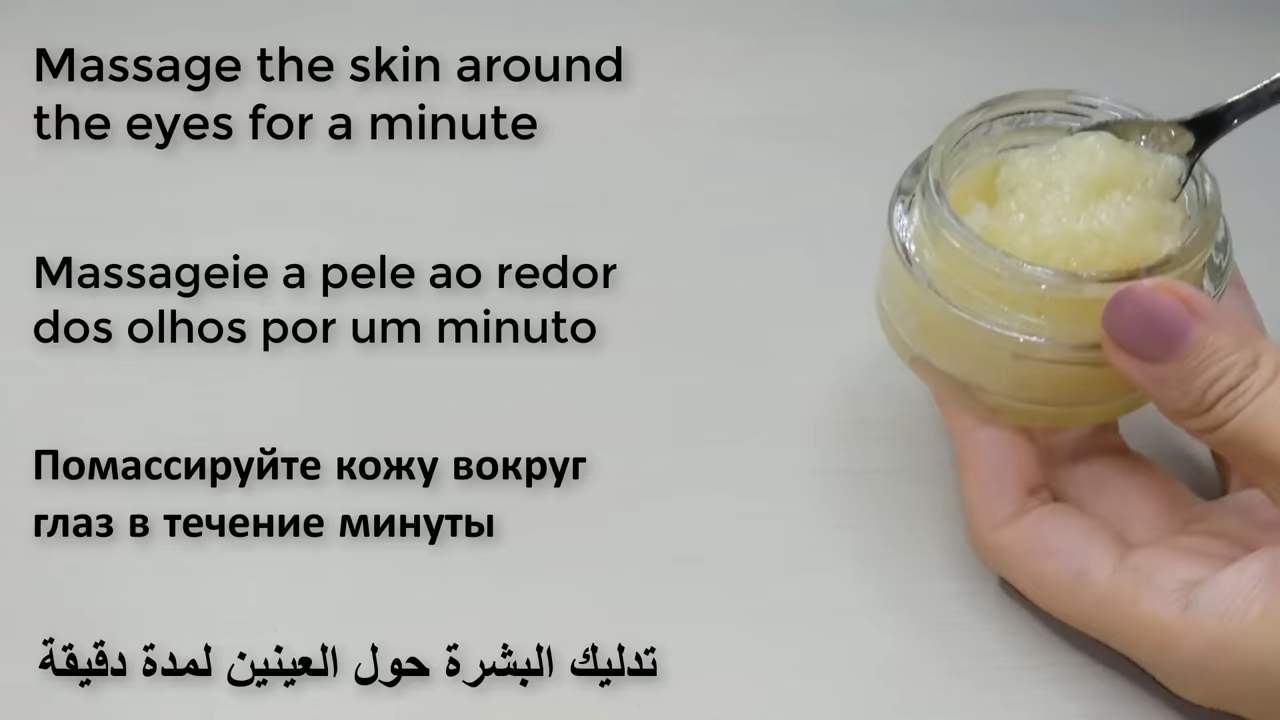 Massage the skin around
the eyes for a minute
Massageie a pele ao redor
dos olhos por um minuto
Помассируйте кожу вокруг
глаз в течение минуты
تدليك البشرة حول العينين لمدة دقيقة